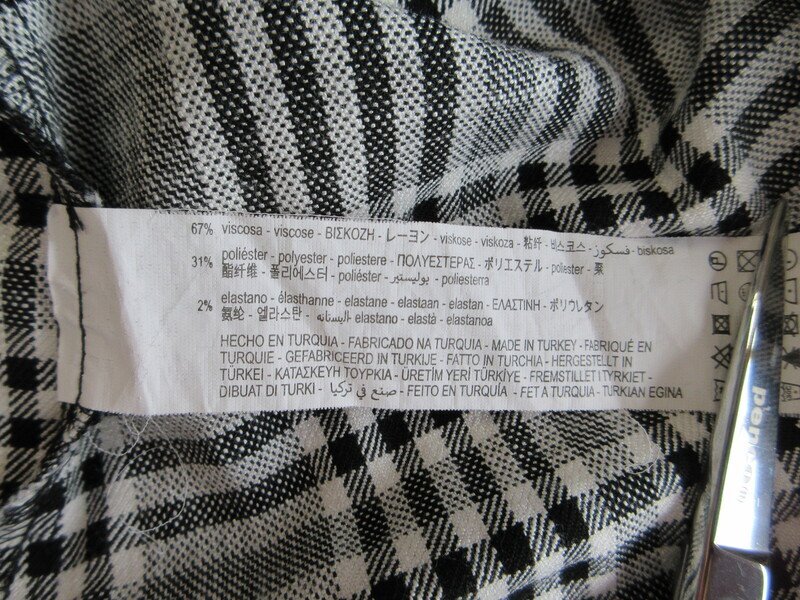 67% viscosa - viscose - ΒΙΣΚΟΖΗ - レーヨン - viskose - viskoza - 粘纤 - 비스코스 - فسكوز - biskosa
31% poliéster - polyester - poliestere - ΠΟΛΥΕΣΤΕΡΑΣ - ポリエステル - poliester - 聚
酯纤维 - 폴리에스터 - poliéster - بوليستير - poliesterra
2% elastano - élasthanne - elastane - elastaan - elastan - ΕΛΑΣΤΙΝΗ - ポリウレタン
氨纶 - 엘라스탄 - اليستانه - elastano - elastà - elastanoa
HECHO EN TURQUIA - FABRICADO NA TURQUIA - MADE IN TURKEY - FABRIQUÉ EN
TURQUIE - GEFABRICEERD IN TURKIJE - FATTO IN TURCHIA - HERGESTELLT IN
TÜRKEI - ΚΑΤΑΣΚΕΥΗ ΤΟΥΡΚΙΑ - ÜRETİM YERİ TÜRKİYE - FREMSTILLET I TYRKIET -
DIBUAT DI TURKI - صنع في تركيا - FEITO EN TURQUÍA - FET A TURQUIA - TURKIAN EGINA